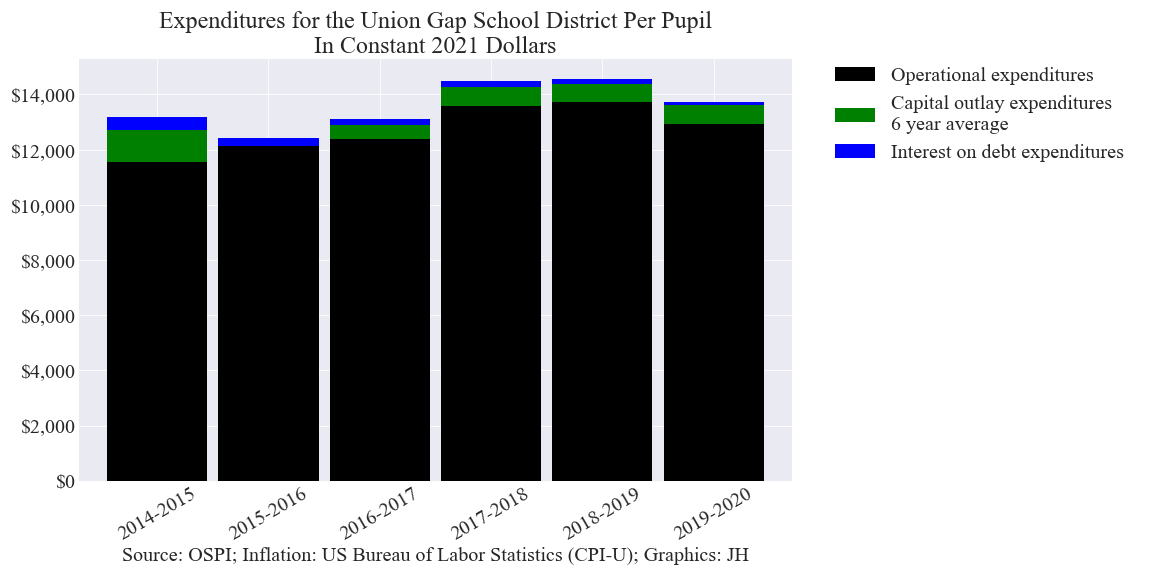 Expenditures for the Union Gap School District Per Pupil
In Constant 2021 Dollars
$14,000
$12,000
$10,000
$8,000
$6,000
$4,000
$2,000
$0
2014-2015
2015-2016
2016-2017
2017-2018
2018-2019
2019-2020
Source: OSPI; Inflation: US Bureau of Labor Statistics (CPI-U); Graphics: JH
Operational expenditures
Capital outlay expenditures
6 year average
Interest on debt expenditures